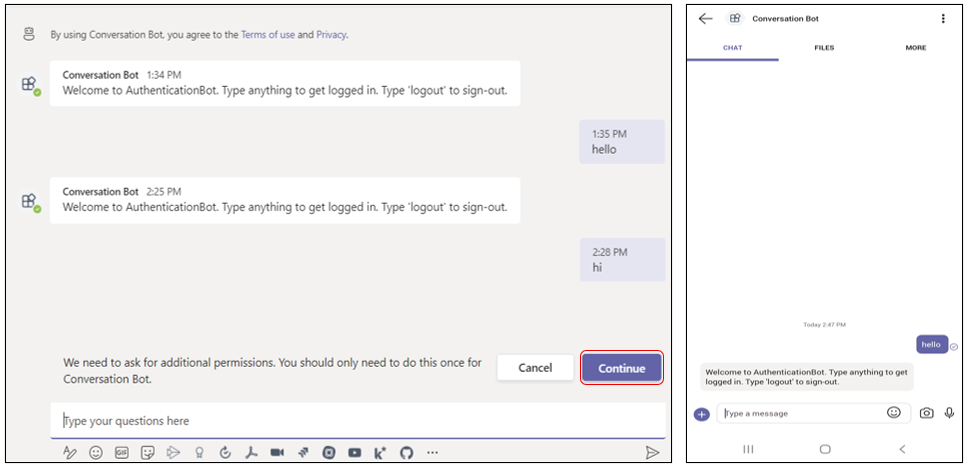 By using Conversation Bot, you agree to the Terms of use and Privacy.
Conversation Bot 1:34 PM
Welcome to AuthenticationBot. Type anything to get logged in. Type 'logout' to sign-out.
1:35 PM
hello
Conversation Bot 2:25 PM
Welcome to AuthenticationBot. Type anything to get logged in. Type 'logout' to sign-out.
2:28 PM
hi
We need to ask for additional permissions. You should only need to do this once for
Conversation Bot.
Cancel
Continue
Type your questions here
GIF
Conversation Bot
CHAT FILES MORE
Today 2:47 PM
hello
Welcome to AuthenticationBot. Type anything to get
logged in. Type 'logout' to sign-out.
Type a message